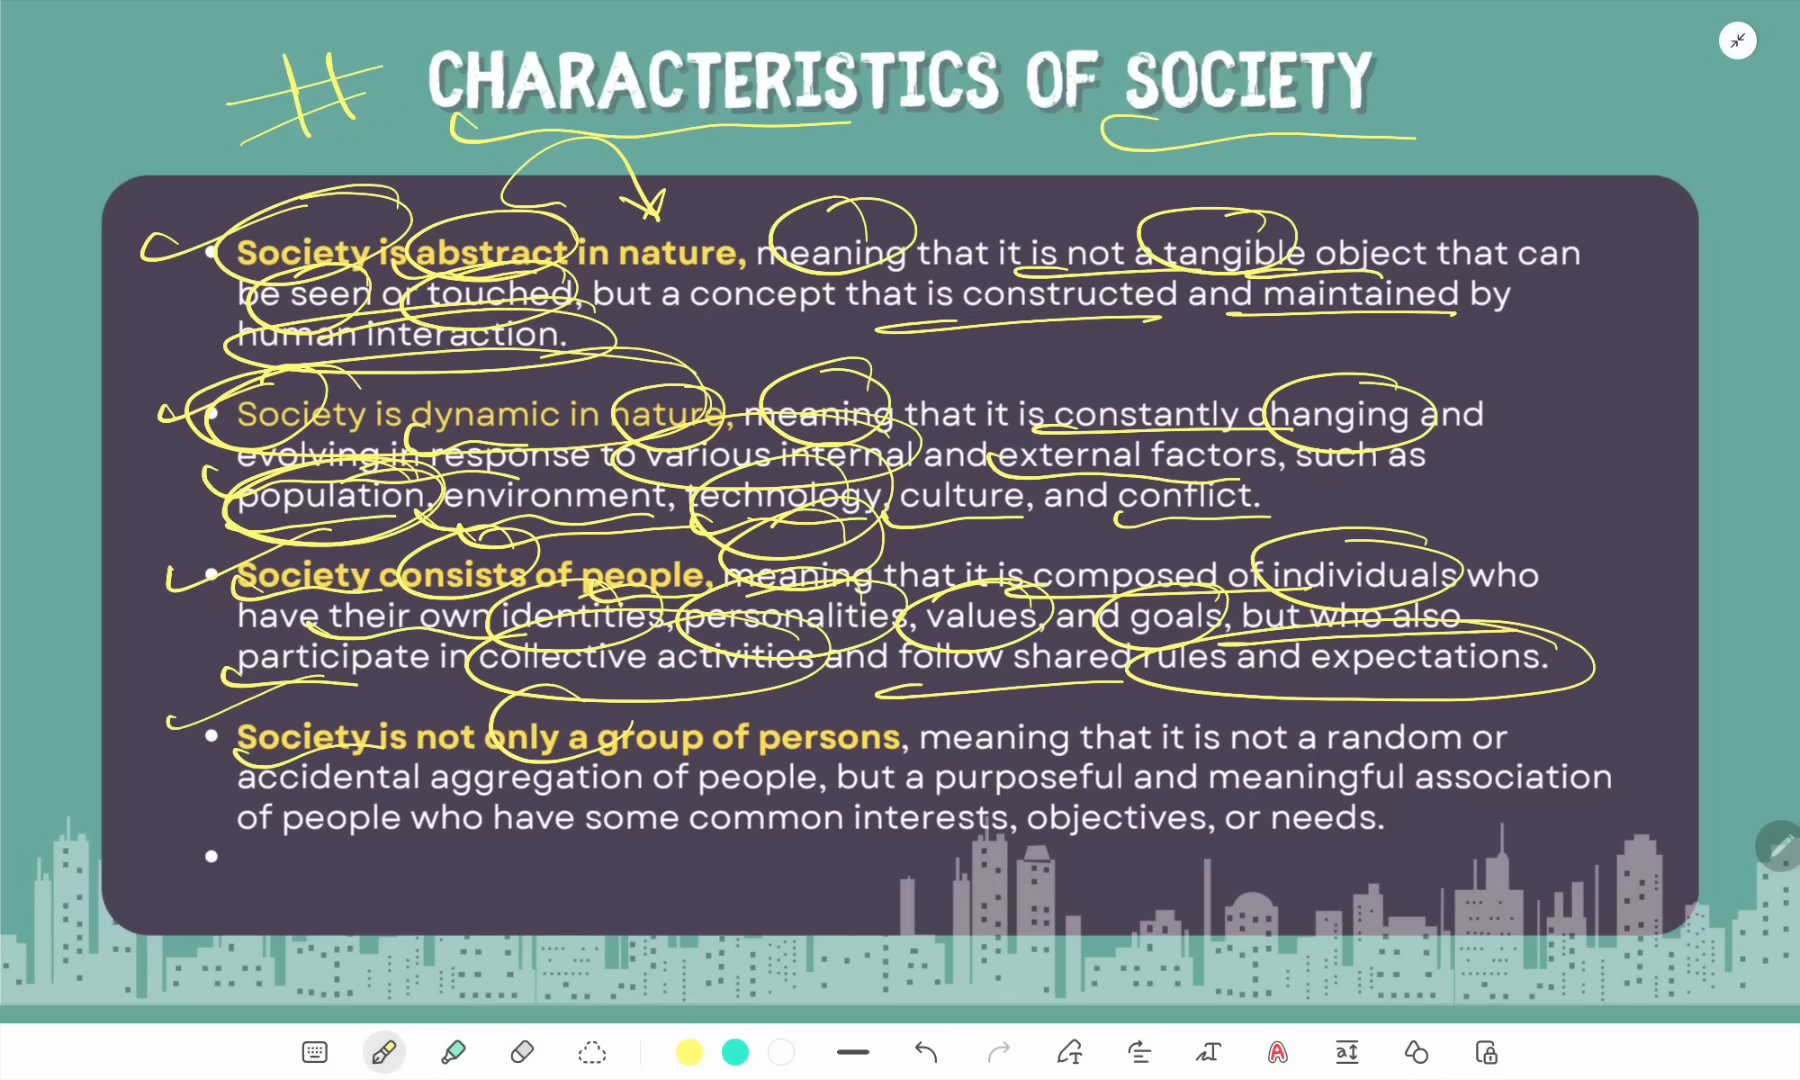 #
CHARACTERISTICS OF SOCIETY
• Society is abstract in nature, meaning that it is not a tangible object that can
be seen or touched, but a concept that is constructed and maintained by
human interaction.
• Society is dynamic in nature, meaning that it is constantly changing and
evolving in response to various internal and external factors, such as
population, environment, technology, culture, and conflict.
• Society consists of people, meaning that it is composed of individuals who
have their own identities, personalities, values, and goals, but who also
participate in collective activities and follow shared rules and expectations.
• Society is not only a group of persons, meaning that it is not a random or
accidental aggregation of people, but a purposeful and meaningful association
of people who have some common interests, objectives, or needs.
•